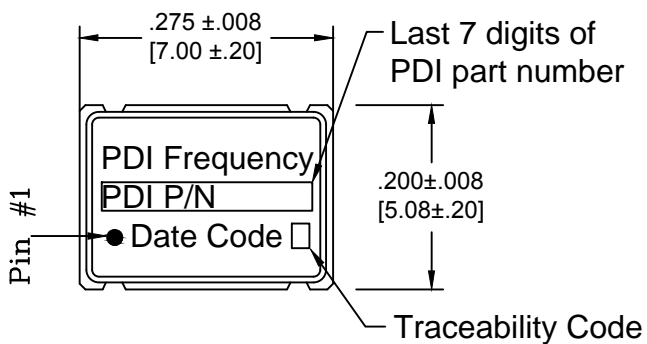 .275 ±.008
[7.00 ±.20]
Last 7 digits of
PDI part number
PDI Frequency
PDI P/N
Date Code
Pin #1
.200±.008
[5.08±.20]
Traceability Code